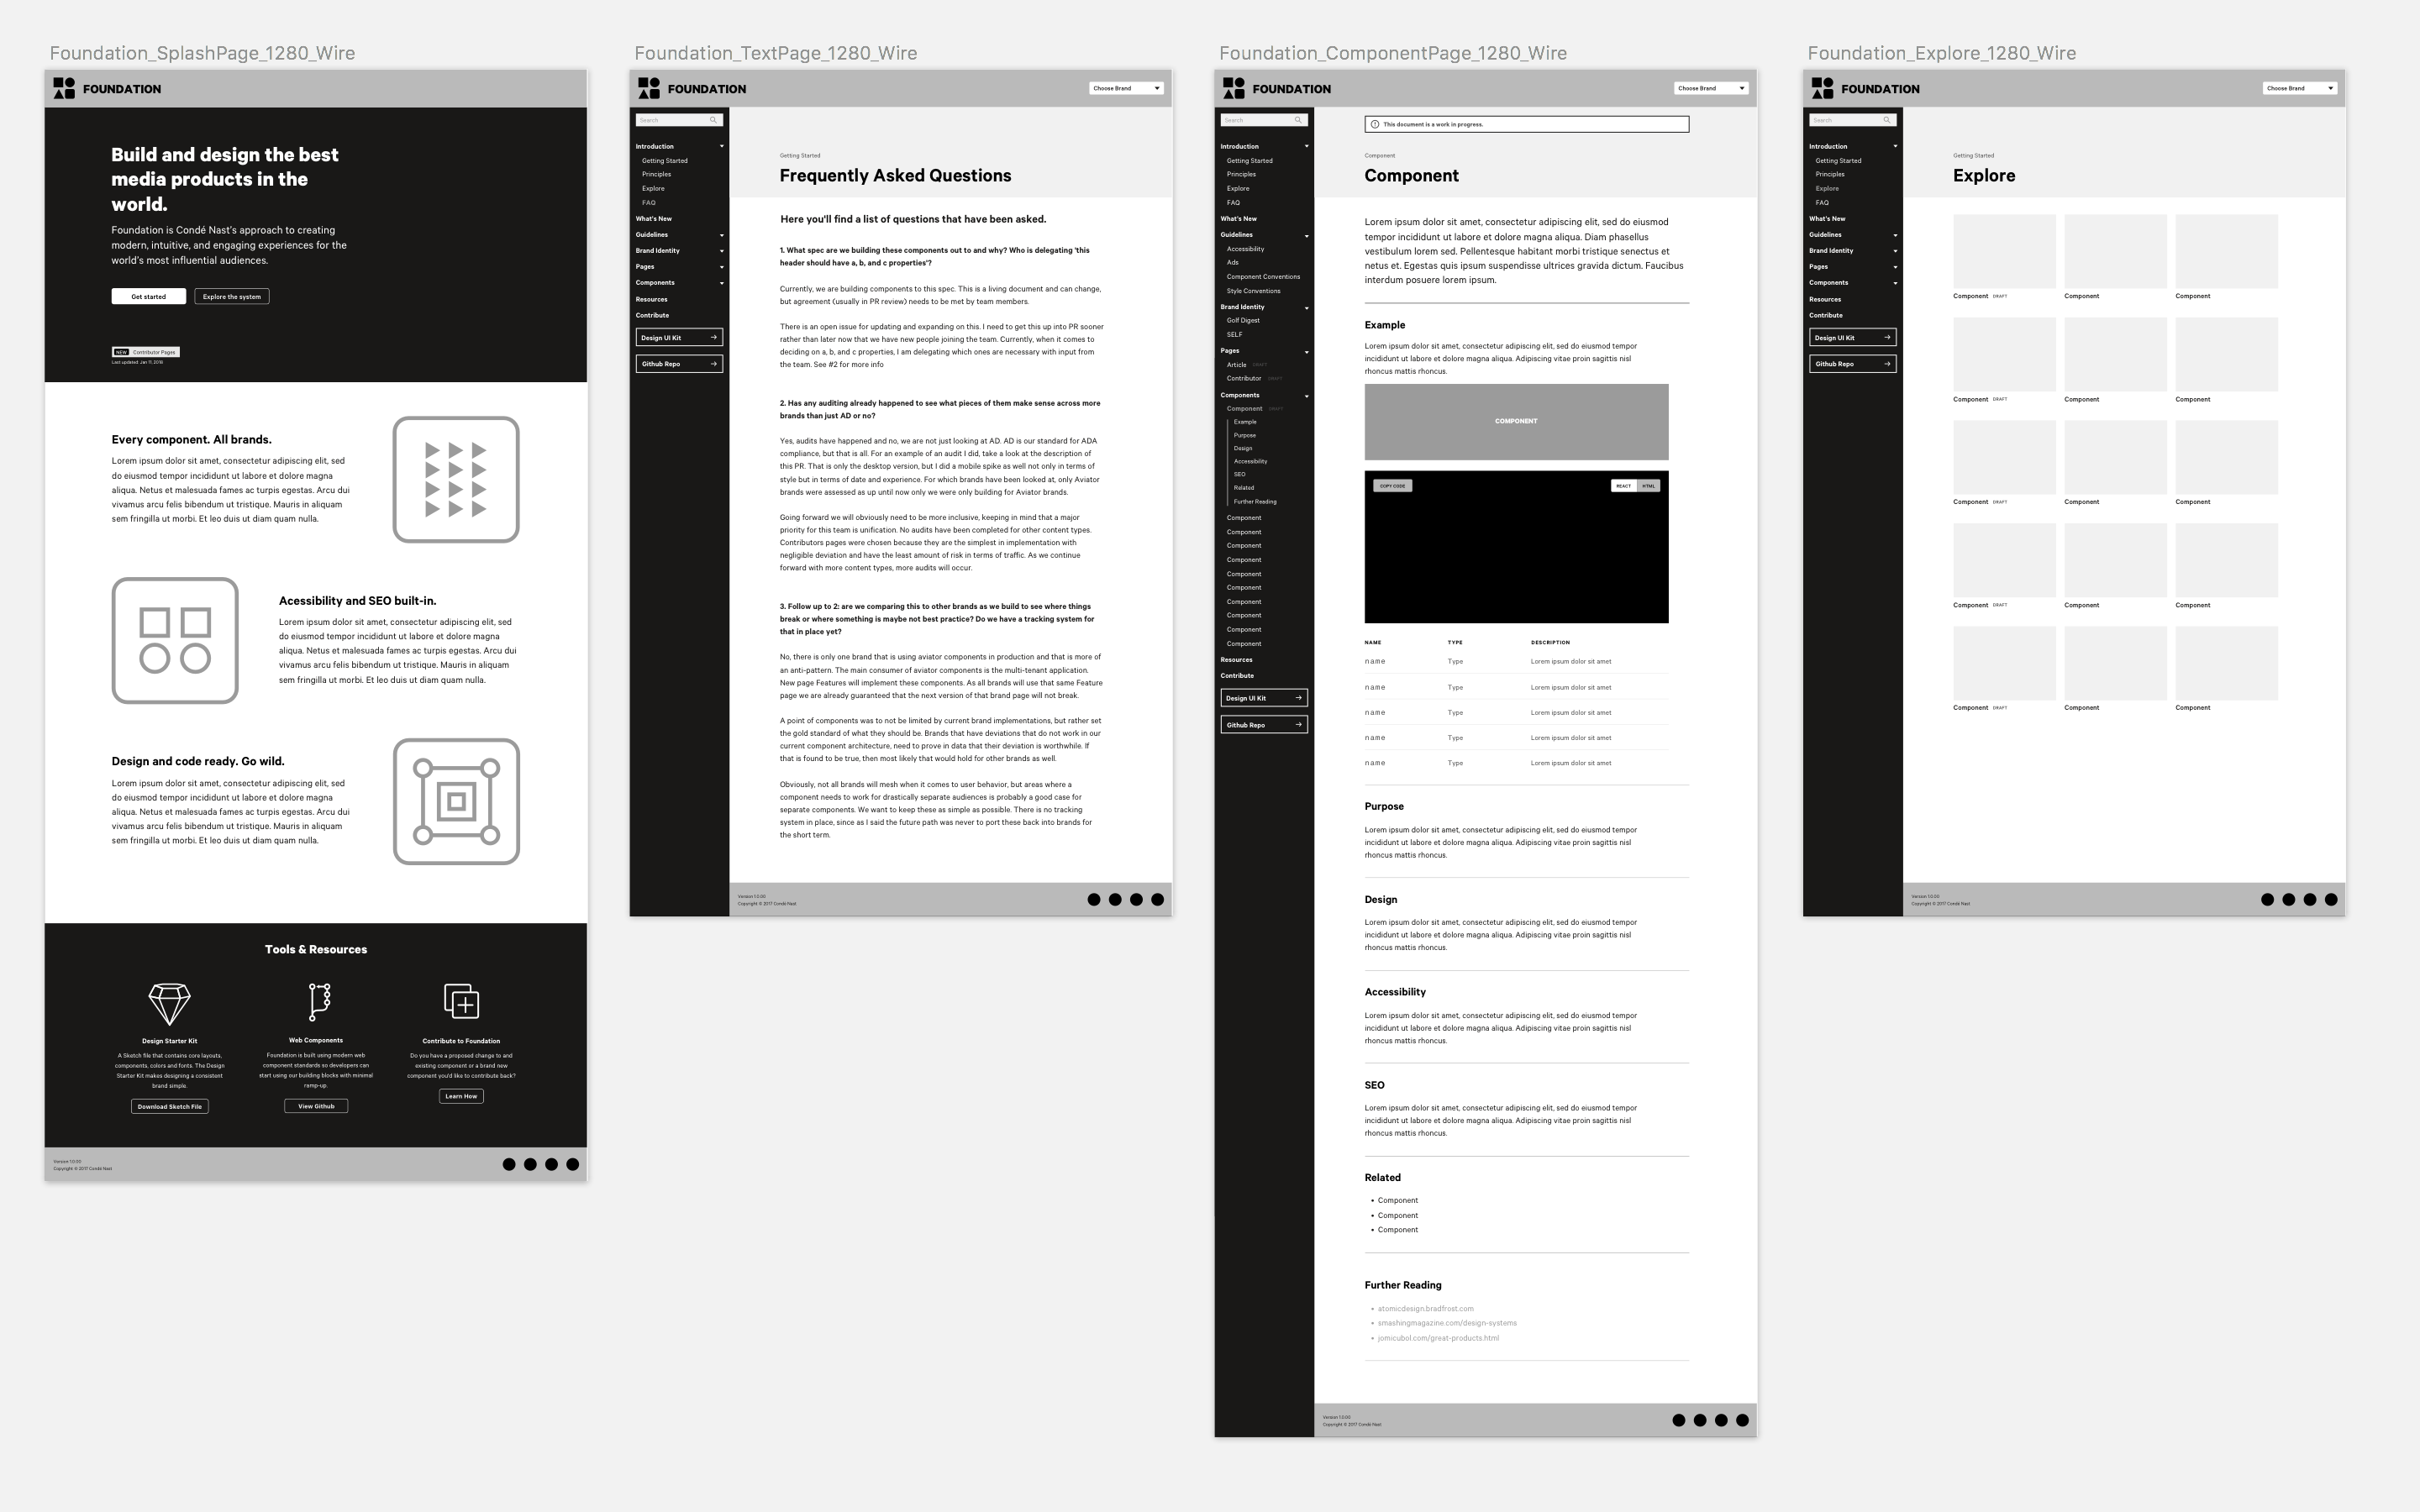 Foundation_SplashPage_1280_Wire
FOUNDATION
Build and design the best
media products in the
world.
Foundation is Condé Nast's approach to creating
modern, intuitive, and engaging experiences for the
world's most influential audiences.
Get started
Explore the system
NEW Contributor Pages
Last updated: Jan 11, 2018
Every component. All brands.
Lorem ipsum dolor sit amet, consectetur adipiscing elit, sed
do eiusmod tempor incididunt ut labore et dolore magna
aliqua. Netus et malesuada fames ac turpis egestas. Arcu dui
vivamus arcu felis bibendum ut tristique. Mauris in aliquam
sem fringilla ut morbi. Et leo duis ut diam quam nulla.
Acessibility and SEO built-in.
Lorem ipsum dolor sit amet, consectetur adipiscing elit, sed
do eiusmod tempor incididunt ut labore et dolore magna
aliqua. Netus et malesuada fames ac turpis egestas. Arcu dui
vivamus arcu felis bibendum ut tristique. Mauris in aliquam
sem fringilla ut morbi. Et leo duis ut diam quam nulla.
Design and code ready. Go wild.
Lorem ipsum dolor sit amet, consectetur adipiscing elit, sed
do eiusmod tempor incididunt ut labore et dolore magna
aliqua. Netus et malesuada fames ac turpis egestas. Arcu dui
vivamus arcu felis bibendum ut tristique. Mauris in aliquam
sem fringilla ut morbi. Et leo duis ut diam quam nulla.
Tools & Resources
Design Starter Kit
A Sketch file that contains core layouts,
components, colors and fonts. The Design
Starter Kit makes designing a consistent
brand simple.
Download Sketch File
Web Components
Foundation is built using modern web
component standards so developers can
start using our building blocks with minimal
ramp-up.
View Github
Contribute to Foundation
Do you have a proposed change to and
existing component or a brand new
component you'd like to contribute back?
Learn How
Version 1.0.00
Copyright © 2017 Condé Nast
Foundation_TextPage_1280_Wire
FOUNDATION
Choose Brand
Search
Introduction
Getting Started
Principles
Explore
FAQ
What's New
Guidelines
Brand Identity
Pages
Components
Resources
Contribute
Design UI Kit
Github Repo
Getting Started
Frequently Asked Questions
Here you'll find a list of questions that have been asked.
1. What spec are we building these components out to and why? Who is delegating 'this
header should have a, b, and c properties'?
Currently, we are building components to this spec. This is a living document and can change,
but agreement (usually in PR review) needs to be met by team members.
There is an open issue for updating and expanding on this. I need to get this up into PR sooner
rather than later now that we have new people joining the team. Currently, when it comes to
deciding on a, b, and c properties, I am delegating which ones are necessary with input from
the team. See #2 for more info
2. Has any auditing already happened to see what pieces of them make sense across more
brands than just AD or no?
Yes, audits have happened and no, we are not just looking at AD. AD is our standard for ADA
compliance, but that is all. For an example of an audit I did, take a look at the description of
this PR. That is only the desktop version, but I did a mobile spike as well not only in terms of
style but in terms of date and experience. For which brands have been looked at, only Aviator
brands were assessed as up until now only we were only building for Aviator brands.
Going forward we will obviously need to be more inclusive, keeping in mind that a major
priority for this team is unification. No audits have been completed for other content types.
Contributors pages were chosen because they are the simplest in implementation with
negligible deviation and have the least amount of risk in terms of traffic. As we continue
forward with more content types, more audits will occur.
3. Follow up to 2: are we comparing this to other brands as we build to see where things
break or where something is maybe not best practice? Do we have a tracking system for
that in place yet?
No, there is only one brand that is using aviator components in production and that is more of
an anti-pattern. The main consumer of aviator components is the multi-tenant application.
New page Features will implement these components. As all brands will use that same Feature
page we are already guaranteed that the next version of that brand page will not break.
A point of components was to not be limited by current brand implementations, but rather set
the gold standard of what they should be. Brands that have deviations that do not work in our
current component architecture, need to prove in data that their deviation is worthwhile. If
that is found to be true, then most likely that would hold for other brands as well.
Obviously, not all brands will mesh when it comes to user behavior, but areas where a
component needs to work for drastically separate audiences is probably a good case for
separate components. We want to keep these as simple as possible. There is no tracking
system in place, since as I said the future path was never to port these back into brands for
the short term.
Version 1.0.00
Copyright © 2017 Condé Nast
Foundation_ComponentPage_1280_Wire
FOUNDATION
Choose Brand
Search
Introduction
Getting Started
Principles
Explore
FAQ
What's New
Guidelines
Accessibility
Ads
Component Conventions
Style Conventions
Brand Identity
Golf Digest
SELF
Pages
Article DRAFT
Contributor DRAFT
Components
Component DRAFT
Example
Purpose
Design
Accessibility
SEO
Related
Further Reading
Component
Component
Component
Component
Component
Component
Component
Component
Component
Component
Resources
Contribute
Design UI Kit
Github Repo
This document is a work in progress.
Component
Component
Lorem ipsum dolor sit amet, consectetur adipiscing elit, sed do eiusmod
tempor incididunt ut labore et dolore magna aliqua. Diam phasellus
vestibulum lorem sed. Pellentesque habitant morbi tristique senectus et
netus et. Egestas quis ipsum suspendisse ultrices gravida dictum. Faucibus
interdum posuere lorem ipsum.
Example
Lorem ipsum dolor sit amet, consectetur adipiscing elit, sed do eiusmod tempor
incididunt ut labore et dolore magna aliqua. Adipiscing vitae proin sagittis nisl
rhoncus mattis rhoncus.
COMPONENT
COPY CODE
REACT HTML
NAME TYPE DESCRIPTION
name Type Lorem ipsum dolor sit amet
name Type Lorem ipsum dolor sit amet
name Type Lorem ipsum dolor sit amet
name Type Lorem ipsum dolor sit amet
name Type Lorem ipsum dolor sit amet
Purpose
Lorem ipsum dolor sit amet, consectetur adipiscing elit, sed do eiusmod tempor
incididunt ut labore et dolore magna aliqua. Adipiscing vitae proin sagittis nisl
rhoncus mattis rhoncus.
Design
Lorem ipsum dolor sit amet, consectetur adipiscing elit, sed do eiusmod tempor
incididunt ut labore et dolore magna aliqua. Adipiscing vitae proin sagittis nisl
rhoncus mattis rhoncus.
Accessibility
Lorem ipsum dolor sit amet, consectetur adipiscing elit, sed do eiusmod tempor
incididunt ut labore et dolore magna aliqua. Adipiscing vitae proin sagittis nisl
rhoncus mattis rhoncus.
SEO
Lorem ipsum dolor sit amet, consectetur adipiscing elit, sed do eiusmod tempor
incididunt ut labore et dolore magna aliqua. Adipiscing vitae proin sagittis nisl
rhoncus mattis rhoncus.
Related
• Component
• Component
• Component
Further Reading
• atomicdesign.bradfrost.com
• smashingmagazine.com/design-systems
• jomicubol.com/great-products.html
Version 1.0.00
Copyright © 2017 Condé Nast
Foundation_Explore_1280_Wire
FOUNDATION
Choose Brand
Search
Introduction
Getting Started
Principles
Explore
FAQ
What's New
Guidelines
Brand Identity
Pages
Components
Resources
Contribute
Design UI Kit
Github Repo
Getting Started
Explore
Component DRAFT Component Component
Component DRAFT Component Component
Component DRAFT Component Component
Component DRAFT Component Component
Component DRAFT Component Component
Version 1.0.00
Copyright © 2017 Condé Nast